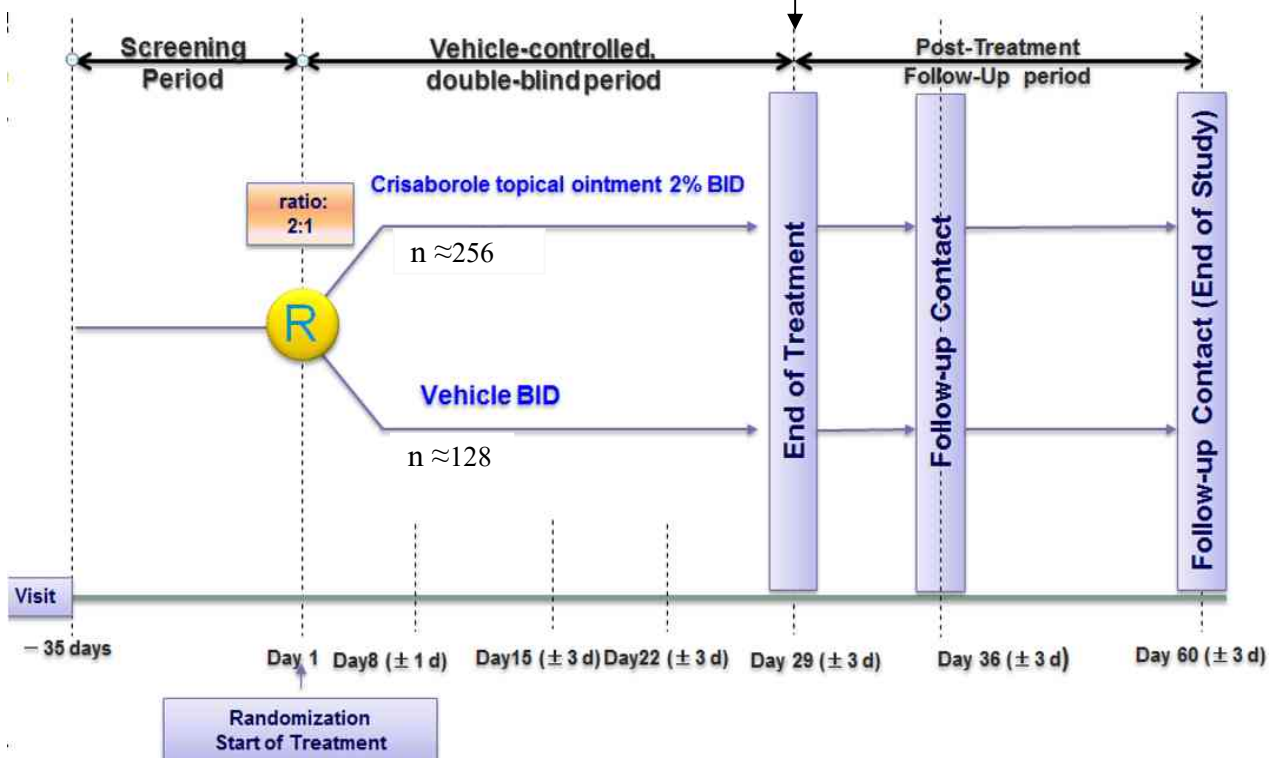 Screening
Period
Vehicle-controlled,
double-blind period
Post-Treatment
Follow-Up period
ratio:
2:1
Crisaborole topical ointment 2% BID
n ≈256
R
Vehicle BID
n ≈128
End of Treatment
Follow-up Contact
Follow-up Contact (End of Study)
Visit
– 35 days
Day 1
Day8 (± 1 d)
Day15 (± 3 d)
Day22 (± 3 d)
Day 29 (± 3 d)
Day 36 (± 3 d)
Day 60 (± 3 d)
Randomization
Start of Treatment